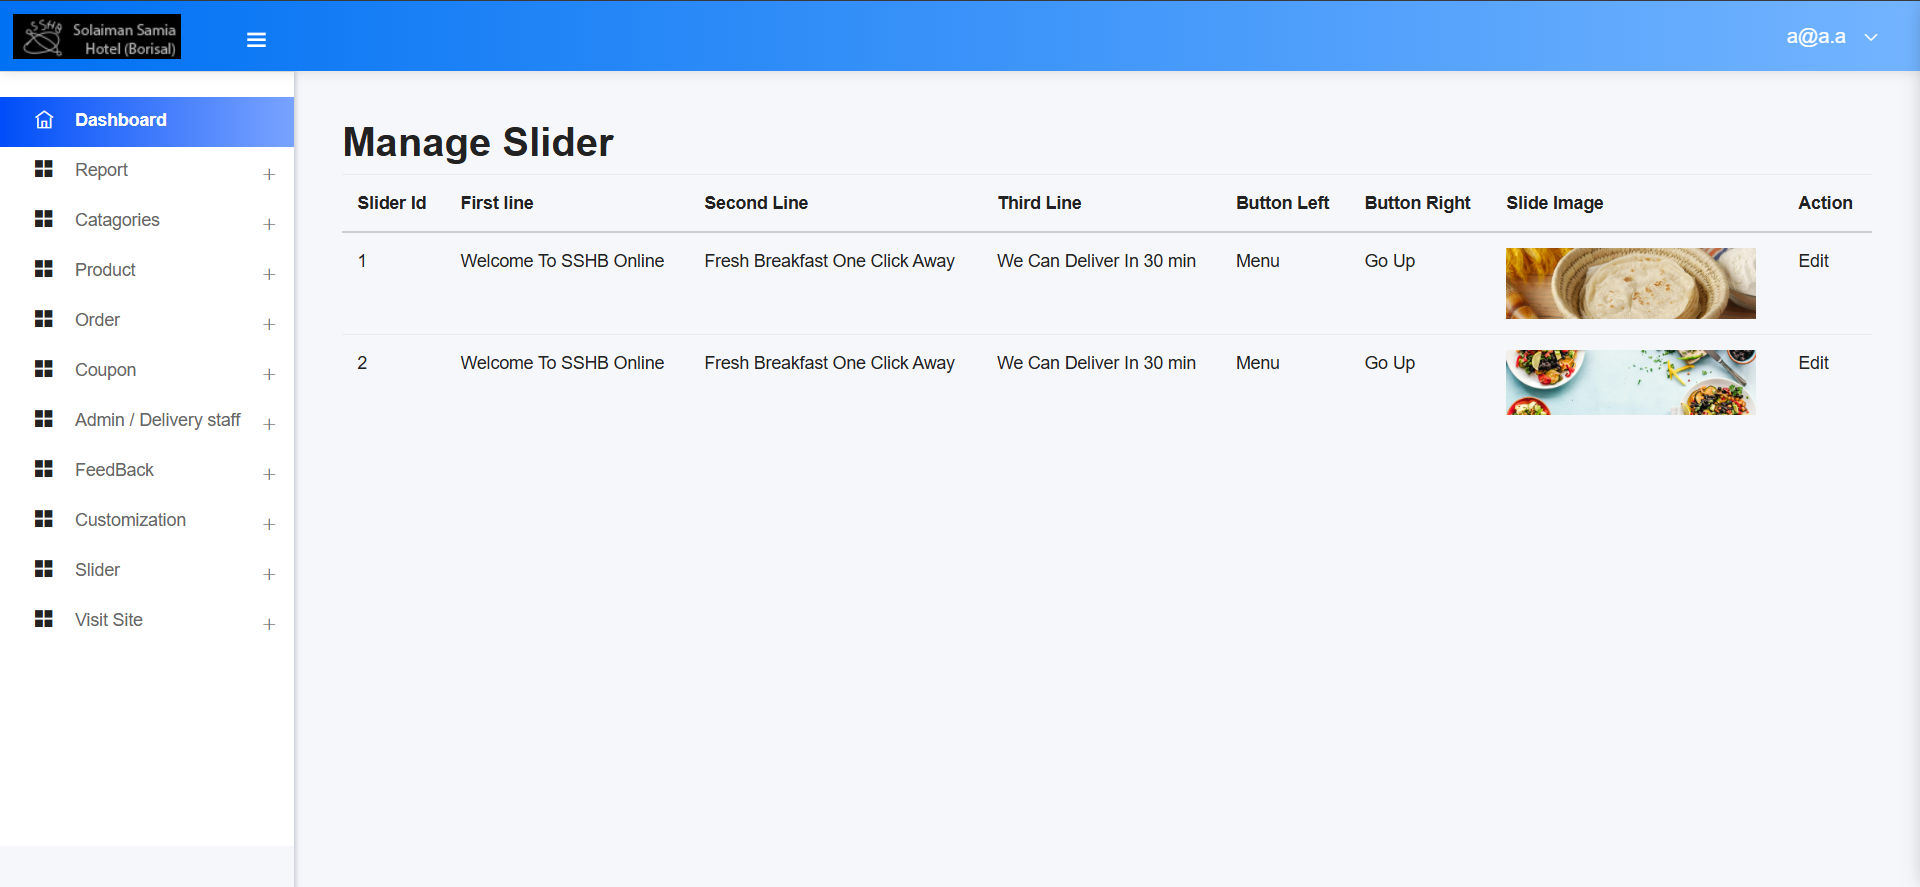 SSHB
Solaiman Samia
Hotel (Borisal)
a@a.a
Dashboard
Report
Catagories
Product
Order
Coupon
Admin / Delivery staff
FeedBack
Customization
Slider
Visit Site
Manage Slider
Slider Id First line Second Line Third Line Button Left Button Right Slide Image Action
1 Welcome To SSHB Online Fresh Breakfast One Click Away We Can Deliver In 30 min Menu Go Up Edit
2 Welcome To SSHB Online Fresh Breakfast One Click Away We Can Deliver In 30 min Menu Go Up Edit